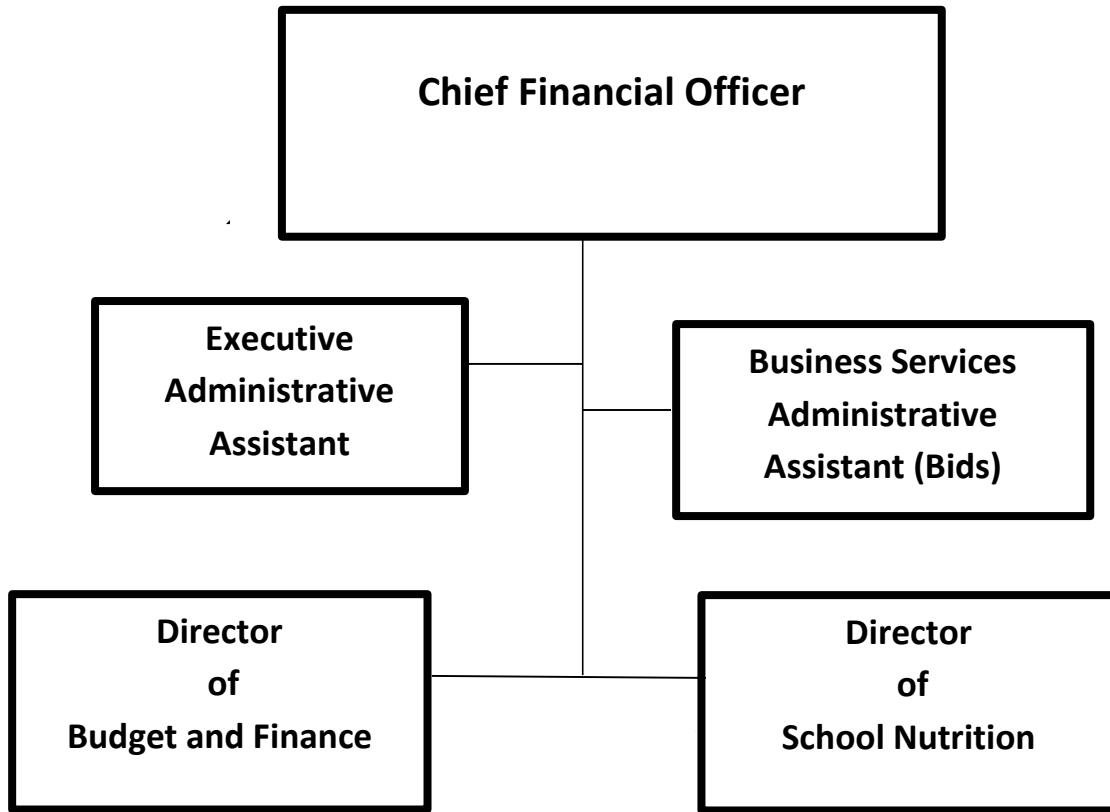 Chief Financial Officer
Executive
Administrative
Assistant
Business Services
Administrative
Assistant (Bids)
Director
of
Budget and Finance
Director
of
School Nutrition